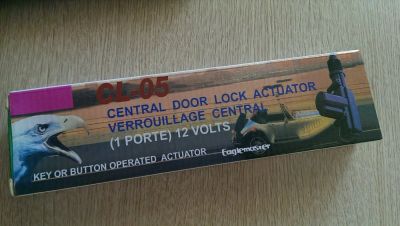 CL.05
CENTRAL DOOR LOCK ACTUATOR
VERROUILLAGE CENTRAL
(1 PORTE) 12 VOLTS
Eaglemaster
KEY OR BUTTON OPERATED ACTUATOR